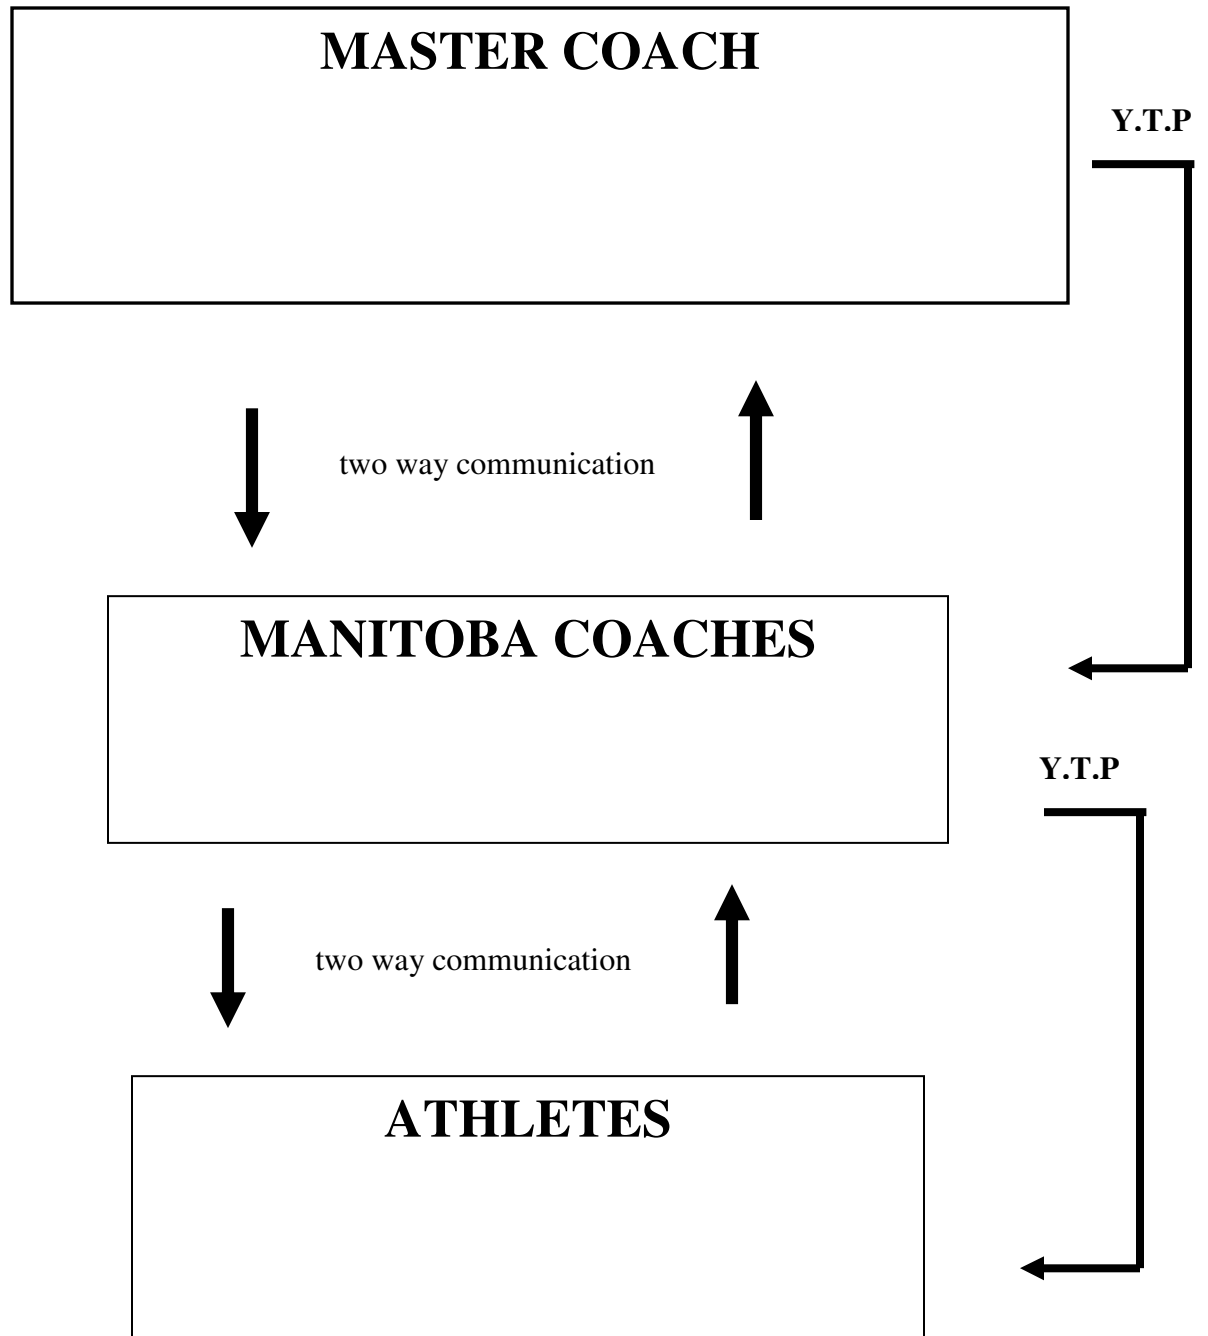 MASTER COACH
Y.T.P
two way communication
MANITOBA COACHES
Y.T.P
two way communication
ATHLETES